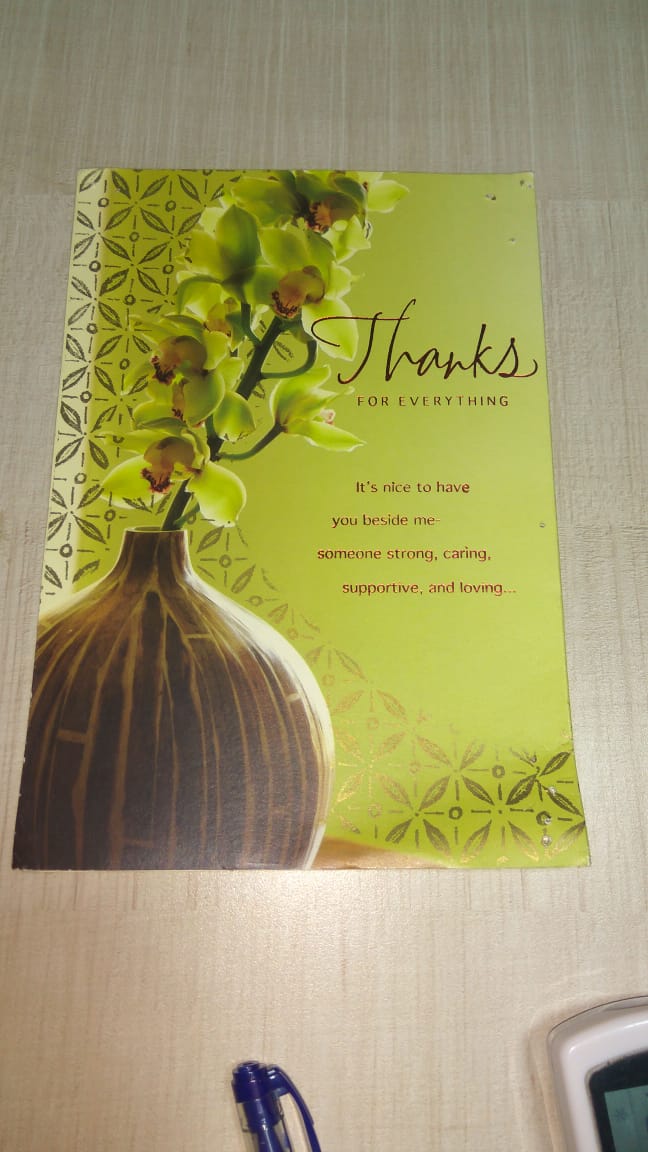 Thanks
FOR EVERYTHING
It's nice to have
you beside me-
someone strong, caring,
supportive, and loving...